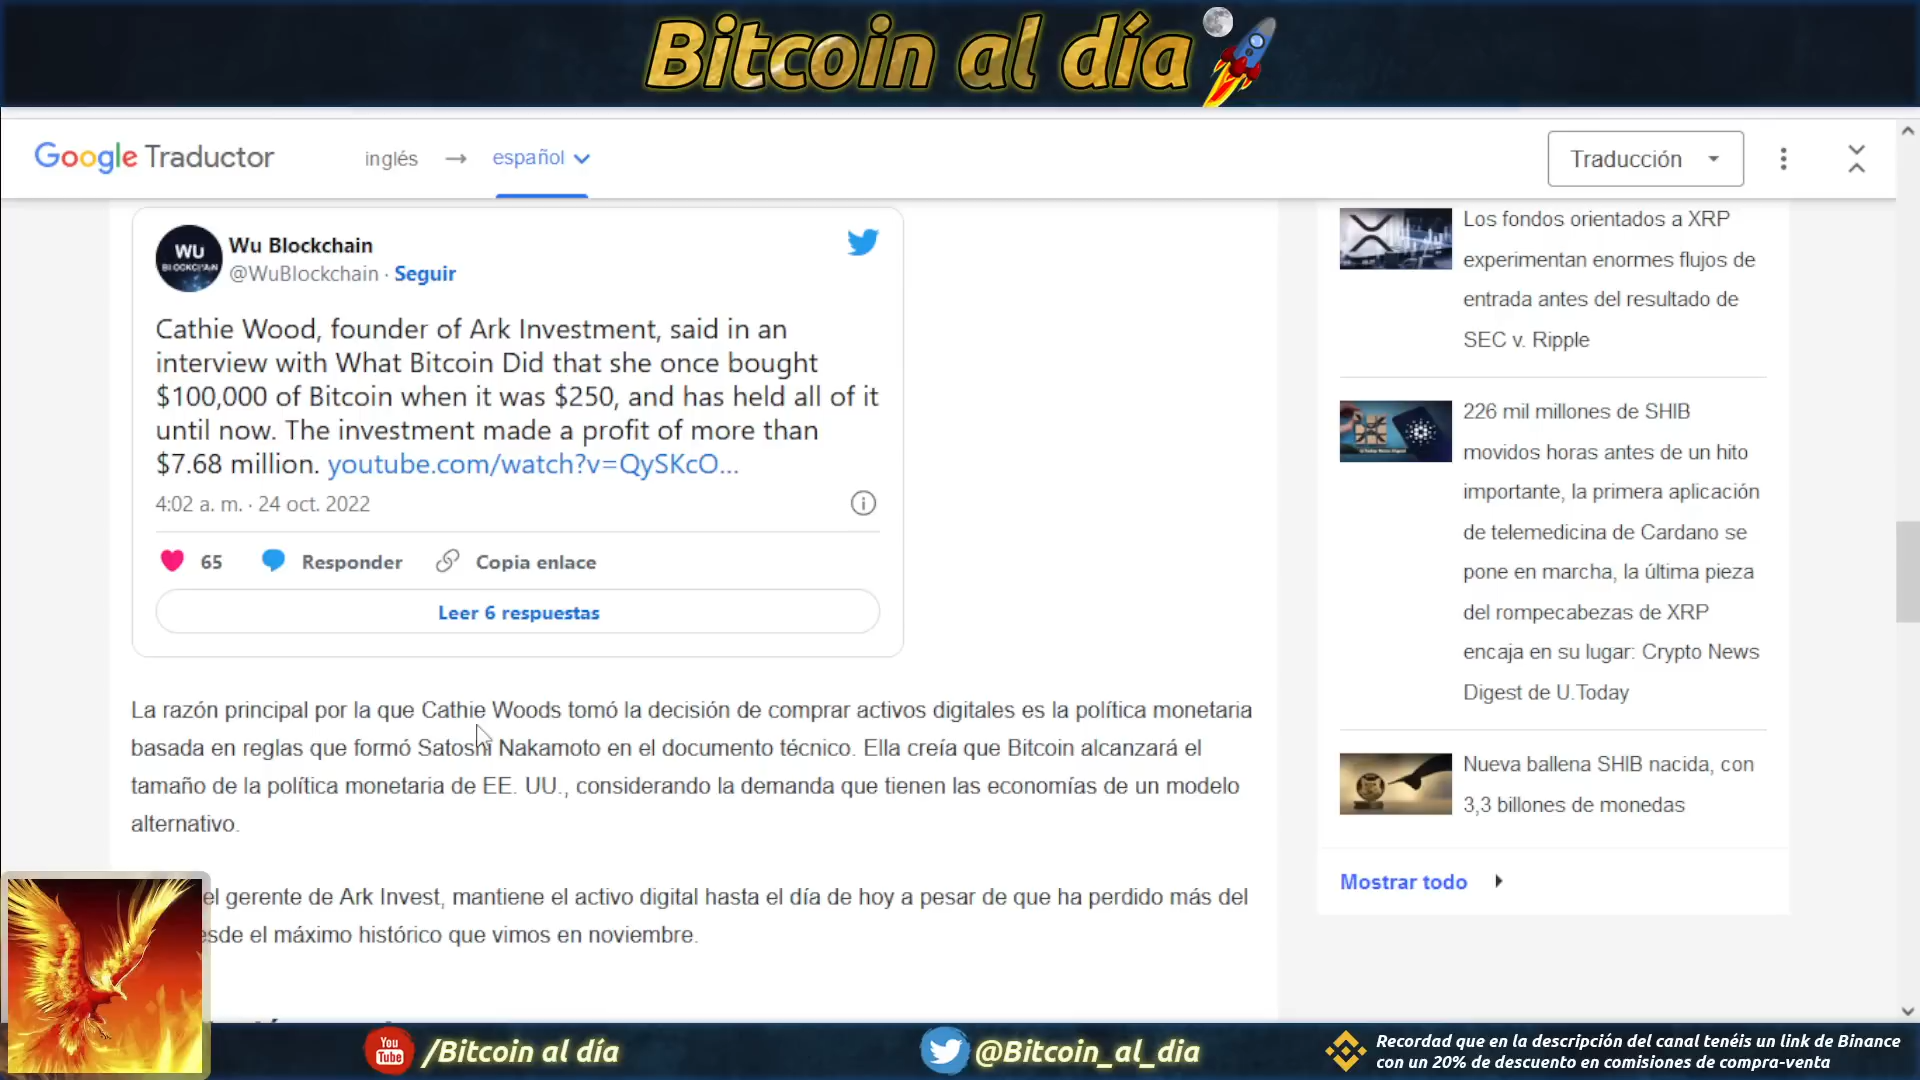 Bitcoin al día
Google Traductor
inglés → español
Traducción
WU
BLOCKCHAIN
Wu Blockchain
@WuBlockchain · Seguir
Cathie Wood, founder of Ark Investment, said in an
interview with What Bitcoin Did that she once bought
$100,000 of Bitcoin when it was $250, and has held all of it
until now. The investment made a profit of more than
$7.68 million. youtube.com/watch?v=QySKcO...
4:02 a. m. · 24 oct. 2022
65 Responder Copia enlace
Leer 6 respuestas
La razón principal por la que Cathie Woods tomó la decisión de comprar activos digitales es la política monetaria
basada en reglas que formó Satoshi Nakamoto en el documento técnico. Ella creía que Bitcoin alcanzará el
tamaño de la política monetaria de EE. UU., considerando la demanda que tienen las economías de un modelo
alternativo.
el gerente de Ark Invest, mantiene el activo digital hasta el día de hoy a pesar de que ha perdido más del
esde el máximo histórico que vimos en noviembre.
Los fondos orientados a XRP
experimentan enormes flujos de
entrada antes del resultado de
SEC v. Ripple
226 mil millones de SHIB
movidos horas antes de un hito
importante, la primera aplicación
de telemedicina de Cardano se
pone en marcha, la última pieza
del rompecabezas de XRP
encaja en su lugar: Crypto News
Digest de U.Today
Nueva ballena SHIB nacida, con
3,3 billones de monedas
Mostrar todo
You
Tube
/Bitcoin al día
@Bitcoin_al_dia
Recordad que en la descripción del canal tenéis un link de Binance
con un 20% de descuento en comisiones de compra-venta